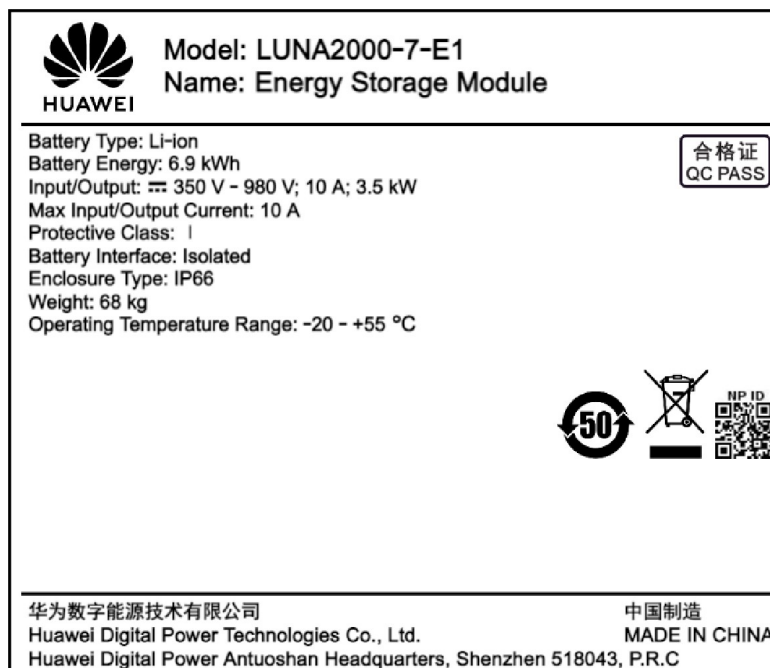 HUAWEI
Model: LUNA2000-7-E1
Name: Energy Storage Module
Battery Type: Li-ion
Battery Energy: 6.9 kWh
Input/Output: ⎓ 350 V - 980 V; 10 A; 3.5 kW
Max Input/Output Current: 10 A
Protective Class: I
Battery Interface: Isolated
Enclosure Type: IP66
Weight: 68 kg
Operating Temperature Range: -20 - +55 °C
合格证
QC PASS
50
NP ID
华为数字能源技术有限公司
Huawei Digital Power Technologies Co., Ltd.
Huawei Digital Power Antuoshan Headquarters, Shenzhen 518043, P.R.C
中国制造
MADE IN CHINA